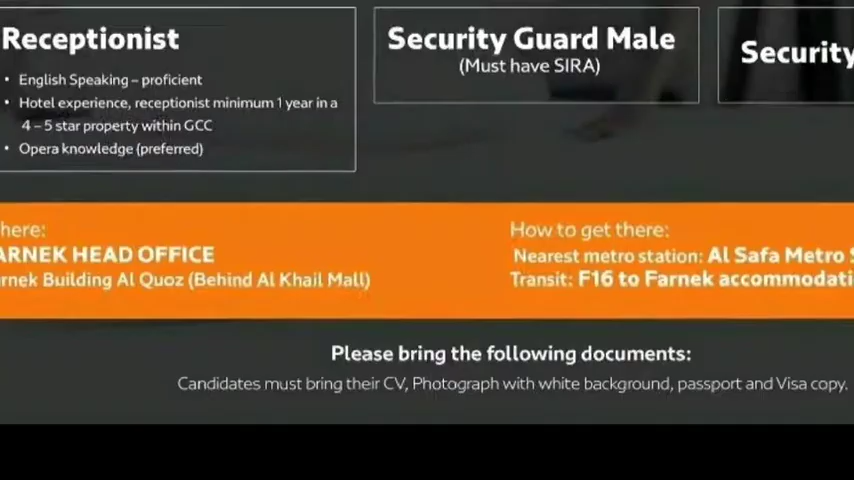 Receptionist
• English Speaking – proficient
• Hotel experience, receptionist minimum 1 year in a
4 – 5 star property within GCC
• Opera knowledge (preferred)
Security Guard Male
(Must have SIRA)
Security
here:
ARNEK HEAD OFFICE
rnek Building Al Quoz (Behind Al Khail Mall)
How to get there:
Nearest metro station: Al Safa Metro S
Transit: F16 to Farnek accommodati
Please bring the following documents:
Candidates must bring their CV, Photograph with white background, passport and Visa copy.